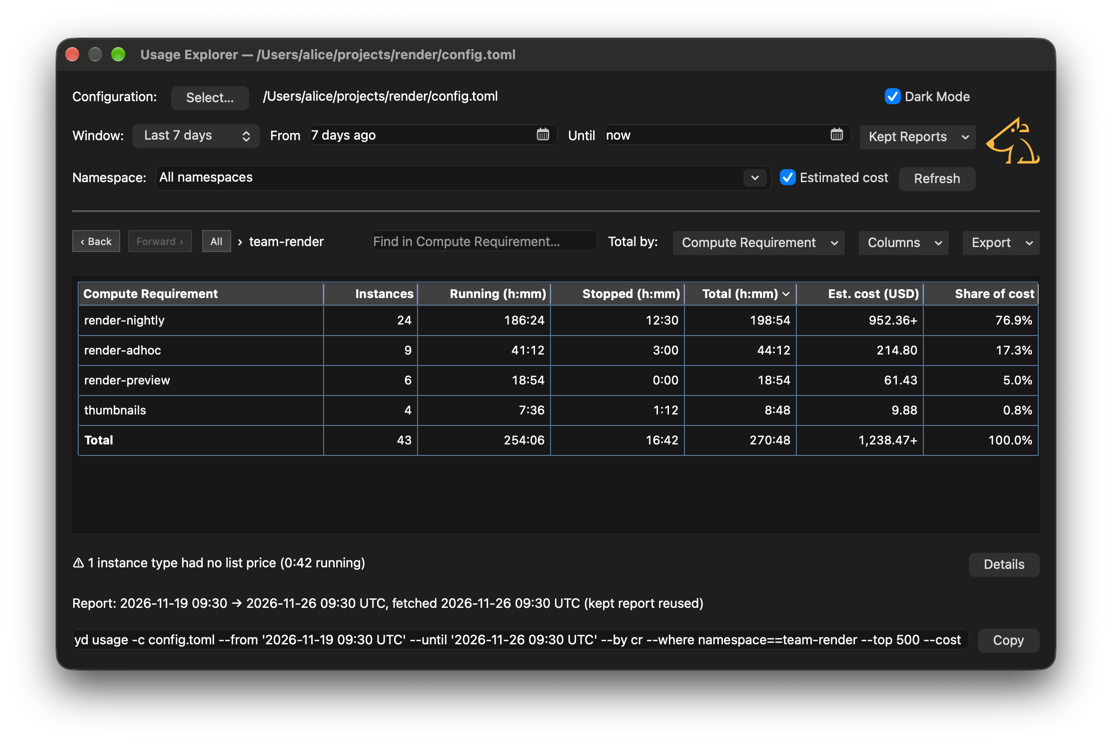 Usage Explorer — /Users/alice/projects/render/config.toml
Configuration: Select... /Users/alice/projects/render/config.toml Dark Mode
Window: Last 7 days From 7 days ago Until now Kept Reports
Namespace: All namespaces Estimated cost Refresh
‹ Back Forward › All › team-render Find in Compute Requirement... Total by: Compute Requirement Columns Export
Compute Requirement Instances Running (h:mm) Stopped (h:mm) Total (h:mm) Est. cost (USD) Share of cost
render-nightly 24 186:24 12:30 198:54 952.36+ 76.9%
render-adhoc 9 41:12 3:00 44:12 214.80 17.3%
render-preview 6 18:54 0:00 18:54 61.43 5.0%
thumbnails 4 7:36 1:12 8:48 9.88 0.8%
Total 43 254:06 16:42 270:48 1,238.47+ 100.0%
⚠ 1 instance type had no list price (0:42 running) Details
Report: 2026-11-19 09:30 → 2026-11-26 09:30 UTC, fetched 2026-11-26 09:30 UTC (kept report reused)
yd usage -c config.toml --from '2026-11-19 09:30 UTC' --until '2026-11-26 09:30 UTC' --by cr --where namespace==team-render --top 500 --cost Copy